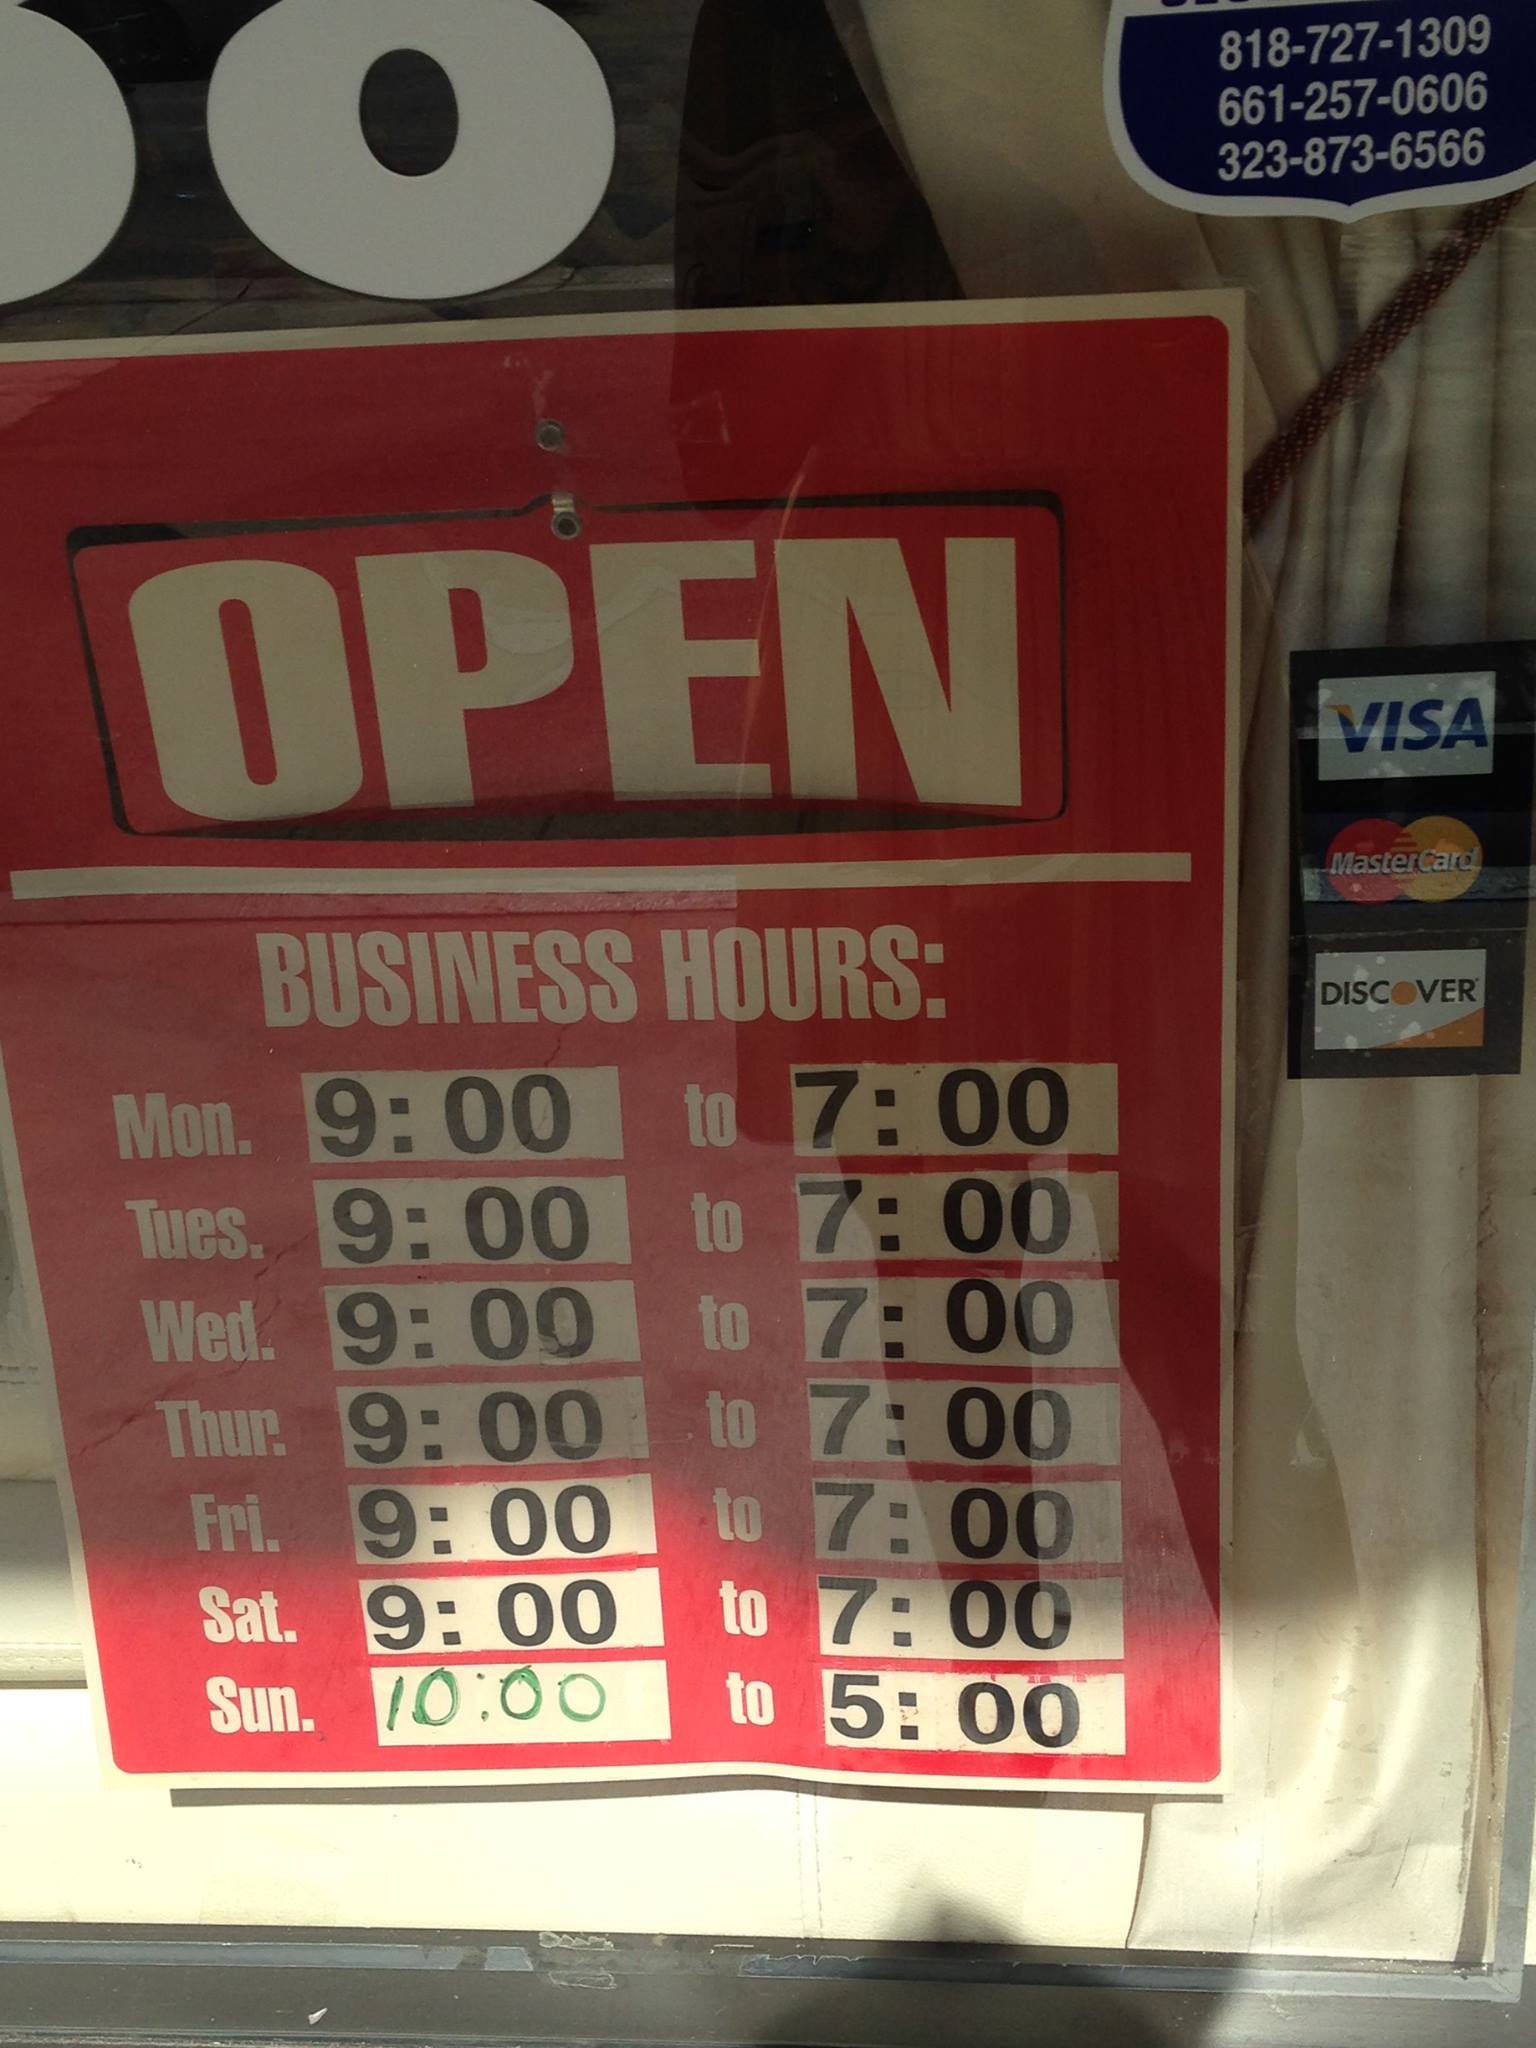 818-727-1309
661-257-0606
323-873-6566
OPEN
VISA
MasterCard
DISCOVER
BUSINESS HOURS:
Mon. 9:00 to 7:00
Tues. 9:00 to 7:00
Wed. 9:00 to 7:00
Thur. 9:00 to 7:00
Fri. 9:00 to 7:00
Sat. 9:00 to 7:00
Sun. 10:00 to 5:00